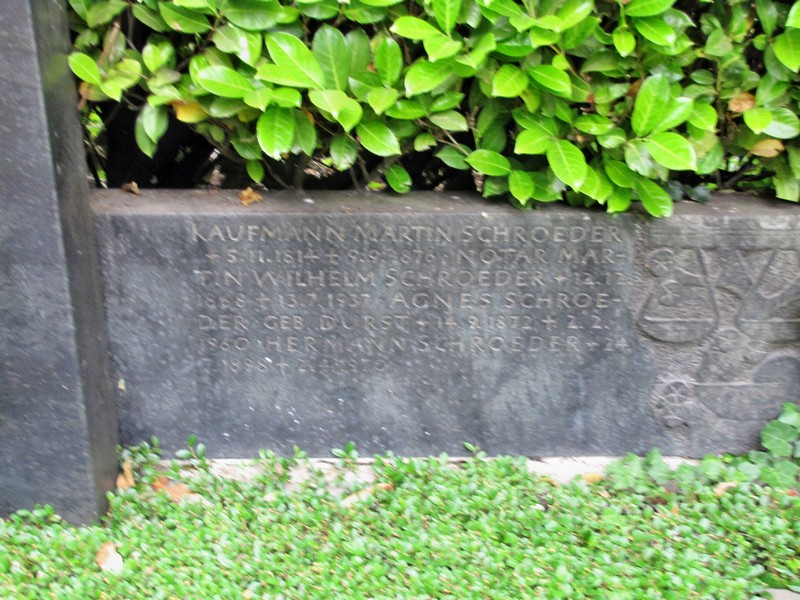 KAUFMANN MARTIN SCHROEDER
+ 5.11.1814 + 9.9.1876 · NOTAR MAR-
TIN WILHELM SCHROEDER + 12.12.
1868 + 13.7.1937 · AGNES SCHROE-
DER GEB. DURST + 14.9.1872 + 2.2.
1960 · HERMANN SCHROEDER + 24.
1898 +